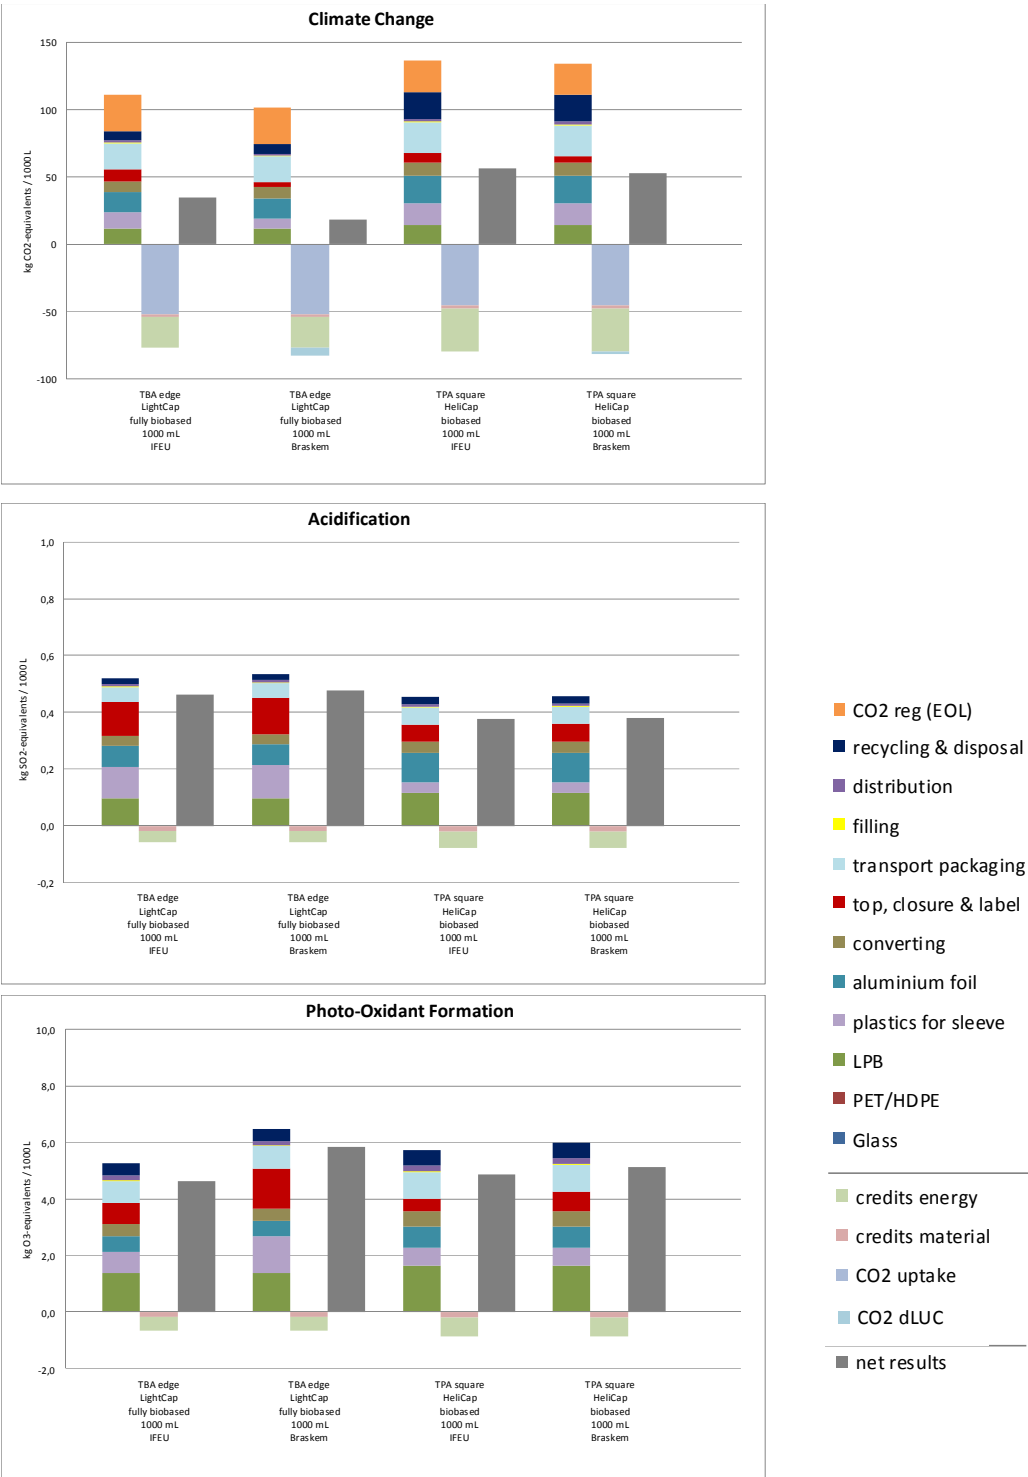 Climate Change
kg CO2-equivalents / 1000 L
150
100
50
0
-50
-100
TBA edge
LightCap
fully biobased
1000 mL
IFEU
TBA edge
LightCap
fully biobased
1000 mL
Braskem
TPA square
HeliCap
biobased
1000 mL
IFEU
TPA square
HeliCap
biobased
1000 mL
Braskem
Acidification
kg SO2-equivalents / 1000 L
1,0
0,8
0,6
0,4
0,2
0,0
-0,2
TBA edge
LightCap
fully biobased
1000 mL
IFEU
TBA edge
LightCap
fully biobased
1000 mL
Braskem
TPA square
HeliCap
biobased
1000 mL
IFEU
TPA square
HeliCap
biobased
1000 mL
Braskem
Photo-Oxidant Formation
kg O3-equivalents / 1000 L
10,0
8,0
6,0
4,0
2,0
0,0
-2,0
TBA edge
LightCap
fully biobased
1000 mL
IFEU
TBA edge
LightCap
fully biobased
1000 mL
Braskem
TPA square
HeliCap
biobased
1000 mL
IFEU
TPA square
HeliCap
biobased
1000 mL
Braskem
CO2 reg (EOL)
recycling & disposal
distribution
filling
transport packaging
top, closure & label
converting
aluminium foil
plastics for sleeve
LPB
PET/HDPE
Glass
credits energy
credits material
CO2 uptake
CO2 dLUC
net results